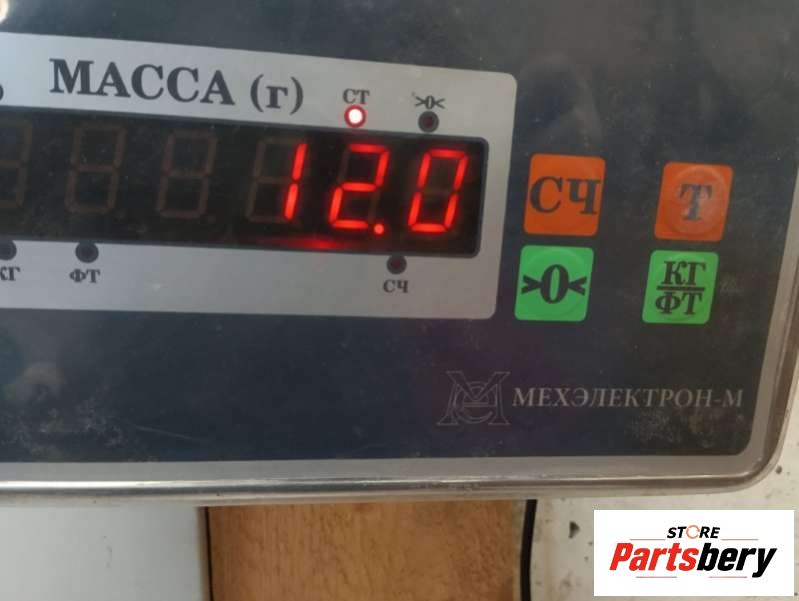 МАССА (г)
СТ >0<
12.0
КГ ФТ СЧ
СЧ Т
>0< КГ
ФТ
МЕХЭЛЕКТРОН-М
STORE
Partsbery